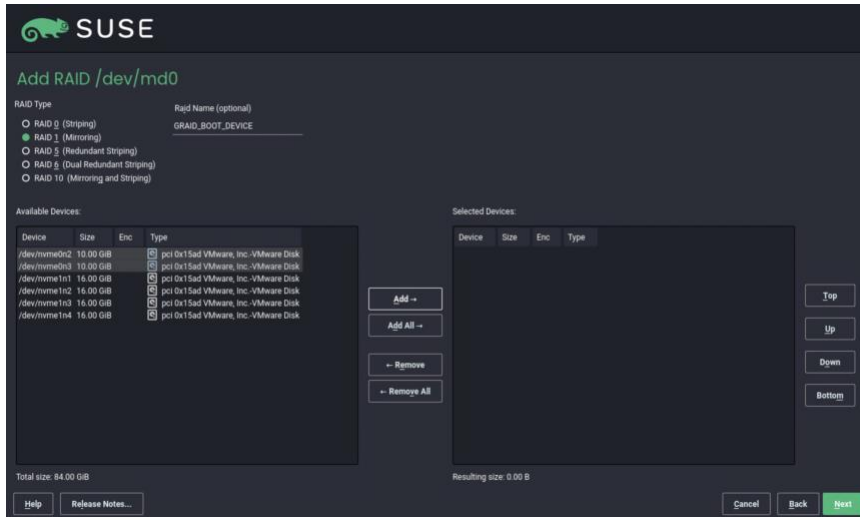 SUSE
Add RAID /dev/md0
RAID Type
RAID 0 (Striping)
RAID 1 (Mirroring)
RAID 5 (Redundant Striping)
RAID 6 (Dual Redundant Striping)
RAID 10 (Mirroring and Striping)
Raid Name (optional)
GRAID_BOOT_DEVICE
Available Devices:
Device Size Enc Type
/dev/nvme0n2 10.00 GiB pci 0x15ad VMware, Inc.-VMware Disk
/dev/nvme0n3 10.00 GiB pci 0x15ad VMware, Inc.-VMware Disk
/dev/nvme1n1 16.00 GiB pci 0x15ad VMware, Inc.-VMware Disk
/dev/nvme1n2 16.00 GiB pci 0x15ad VMware, Inc.-VMware Disk
/dev/nvme1n3 16.00 GiB pci 0x15ad VMware, Inc.-VMware Disk
/dev/nvme1n4 16.00 GiB pci 0x15ad VMware, Inc.-VMware Disk
Total size: 84.00 GiB
Add →
Add All →
← Remove
← Remove All
Selected Devices:
Device Size Enc Type
Resulting size: 0.00 B
Top
Up
Down
Bottom
Help
Release Notes...
Cancel
Back
Next